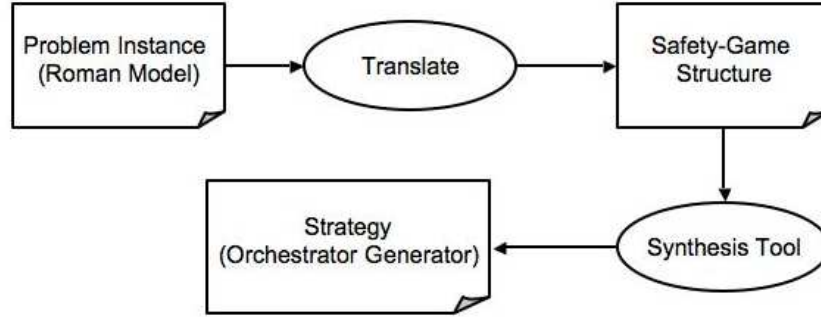 Problem Instance
(Roman Model)
Translate
Safety-Game
Structure
Synthesis Tool
Strategy
(Orchestrator Generator)